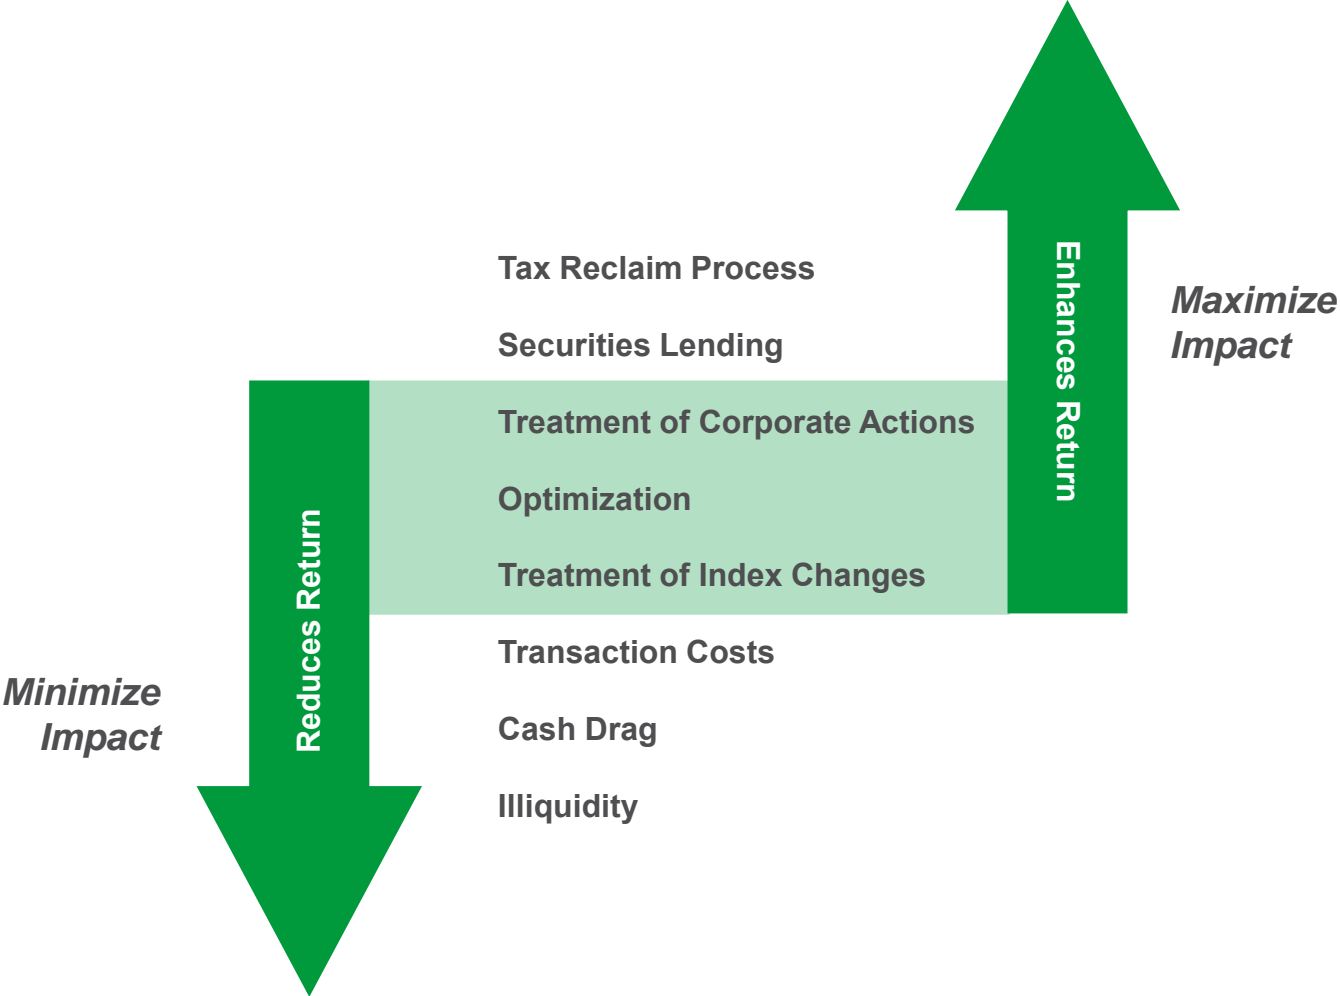 Tax Reclaim Process
Securities Lending
Treatment of Corporate Actions
Optimization
Treatment of Index Changes
Transaction Costs
Cash Drag
Illiquidity
Reduces Return
Minimize
Impact
Enhances Return
Maximize
Impact